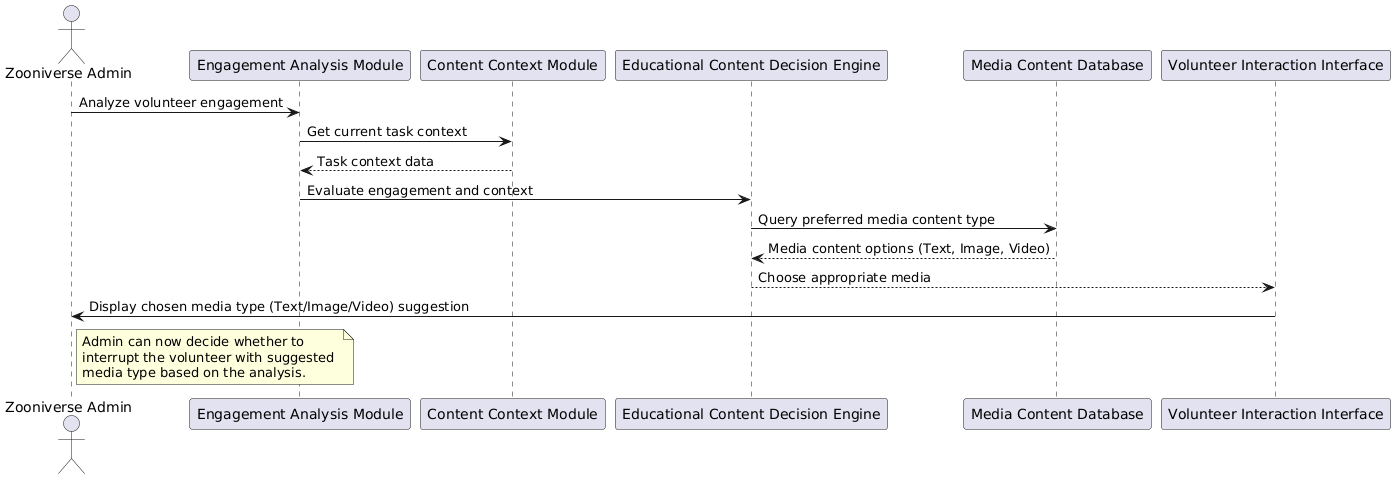 Zooniverse Admin
Engagement Analysis Module
Content Context Module
Educational Content Decision Engine
Media Content Database
Volunteer Interaction Interface
Analyze volunteer engagement
Get current task context
Task context data
Evaluate engagement and context
Query preferred media content type
Media content options (Text, Image, Video)
Choose appropriate media
Display chosen media type (Text/Image/Video) suggestion
Admin can now decide whether to
interrupt the volunteer with suggested
media type based on the analysis.
Zooniverse Admin
Engagement Analysis Module
Content Context Module
Educational Content Decision Engine
Media Content Database
Volunteer Interaction Interface